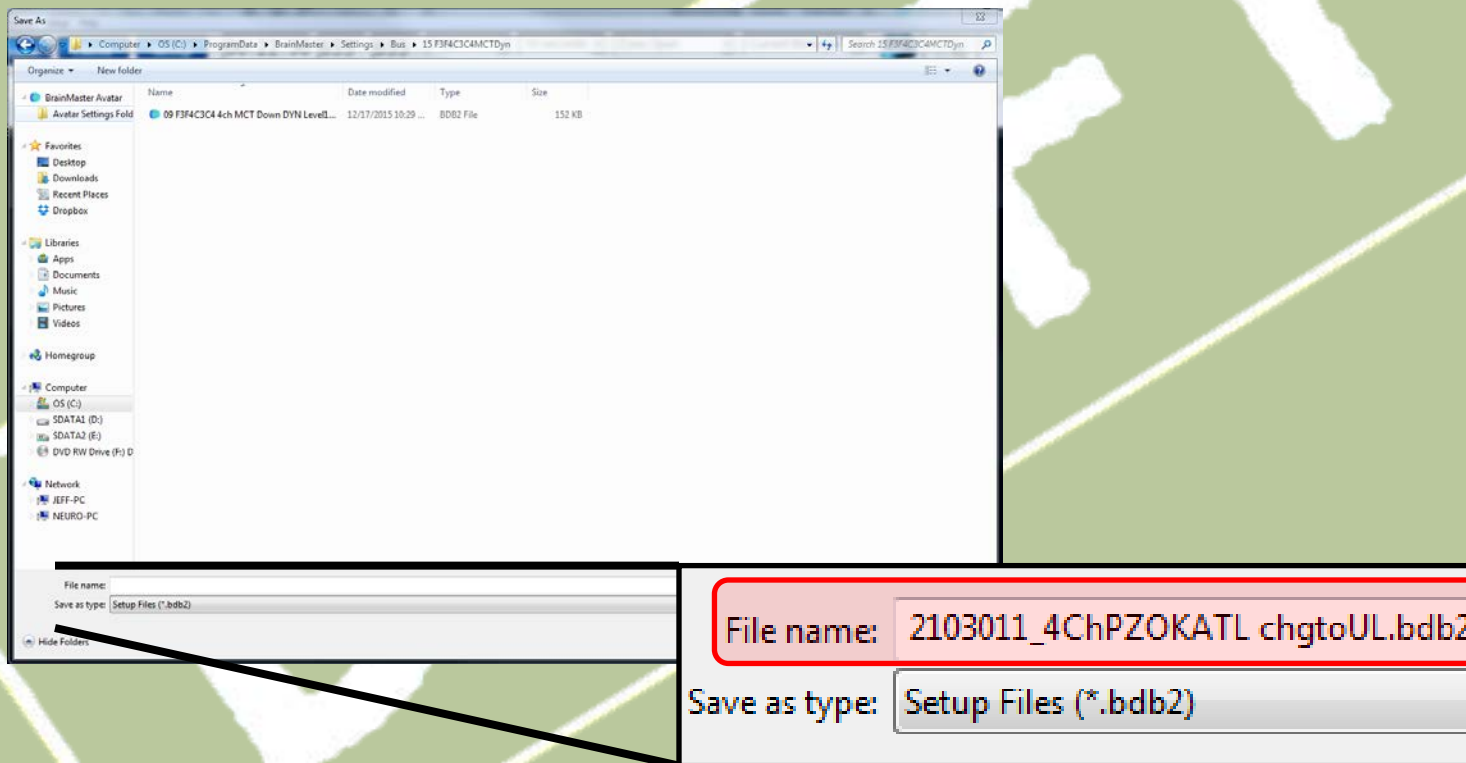 Save As
Computer ▸ OS (C:) ▸ ProgramData ▸ BrainMaster ▸ Settings ▸ Bus ▸ 15 F3F4C3C4MCTDyn
Search 15 F3F4C3C4MCTDyn
Organize
New folder
Name Date modified Type Size
09 F3F4C3C4 4ch MCT Down DYN Level1... 12/17/2015 10:29 ... BDB2 File 152 KB
BrainMaster Avatar
Avatar Settings Fold
Favorites
Desktop
Downloads
Recent Places
Dropbox
Libraries
Apps
Documents
Music
Pictures
Videos
Homegroup
Computer
OS (C:)
SDATA1 (D:)
SDATA2 (E:)
DVD RW Drive (F:) D
Network
JEFF-PC
NEURO-PC
File name:
Save as type: Setup Files (*.bdb2)
Hide Folders
File name: 2103011_4ChPZOKATL chgtoUL.bdb2
Save as type: Setup Files (*.bdb2)